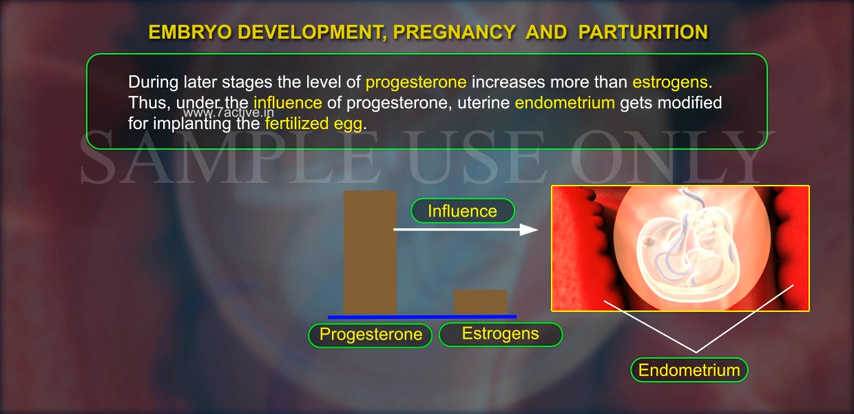 EMBRYO DEVELOPMENT, PREGNANCY AND PARTURITION
During later stages the level of progesterone increases more than estrogens.
Thus, under the influence of progesterone, uterine endometrium gets modified
www.7active.in
for implanting the fertilized egg.
SAMPLE USE ONLY
Influence
Progesterone
Estrogens
Endometrium